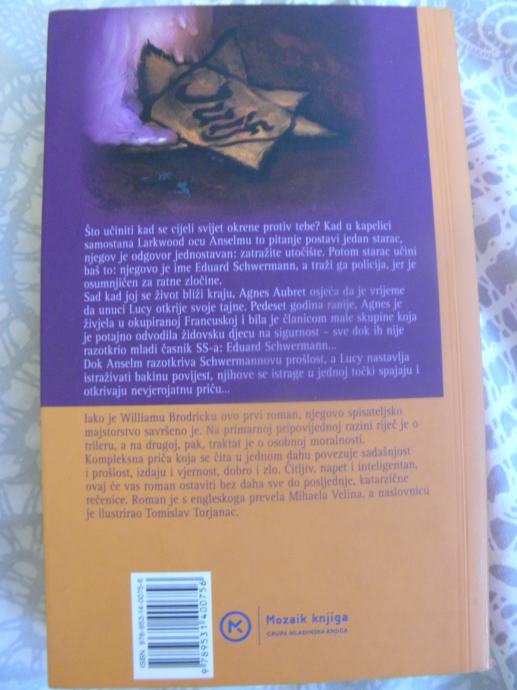 Juif
Što učiniti kad se cijeli svijet okrene protiv tebe? Kad u kapelici
samostana Larkwood ocu Anselmu to pitanje postavi jedan starac,
njegov je odgovor jednostavan: zatražite utočište. Potom starac učini
baš to: njegovo je ime Eduard Schwermann, a traži ga policija, jer je
osumnjičen za ratne zločine.
Sad kad joj se život bliži kraju, Agnes Aubret osjeća da je vrijeme
da unuci Lucy otkrije svoje tajne. Pedeset godina ranije, Agnes je
živjela u okupiranoj Francuskoj i bila je članicom male skupine koja
je potajno odvodila židovsku djecu na sigurnost – sve dok ih nije
razotkrio mladi časnik SS-a: Eduard Schwermann...
Dok Anselm razotkriva Schwermannovu prošlost, a Lucy nastavlja
istraživati bakinu povijest, njihove se istrage u jednoj točki spajaju i
otkrivaju nevjerojatnu priču...
Iako je Williamu Brodricku ovo prvi roman, njegovo spisateljsko
majstorstvo savršeno je. Na primarnoj pripovijednoj razini riječ je o
trileru, a na drugoj, pak, traktat je o osobnoj moralnosti.
Kompleksna priča koja se čita u jednom dahu povezuje sadašnjost
i prošlost, izdaju i vjernost, dobro i zlo. Čitljiv, napet i inteligentan,
ovaj će vas roman ostaviti bez daha sve do posljednje, katarzične
rečenice. Roman je s engleskoga prevela Mihaela Velina, a naslovnicu
je ilustrirao Tomislav Torjanac.
ISBN 978-953-14-0075-6
9789531400756
Mozaik knjiga
GRUPA MLADINSKA KNJIGA